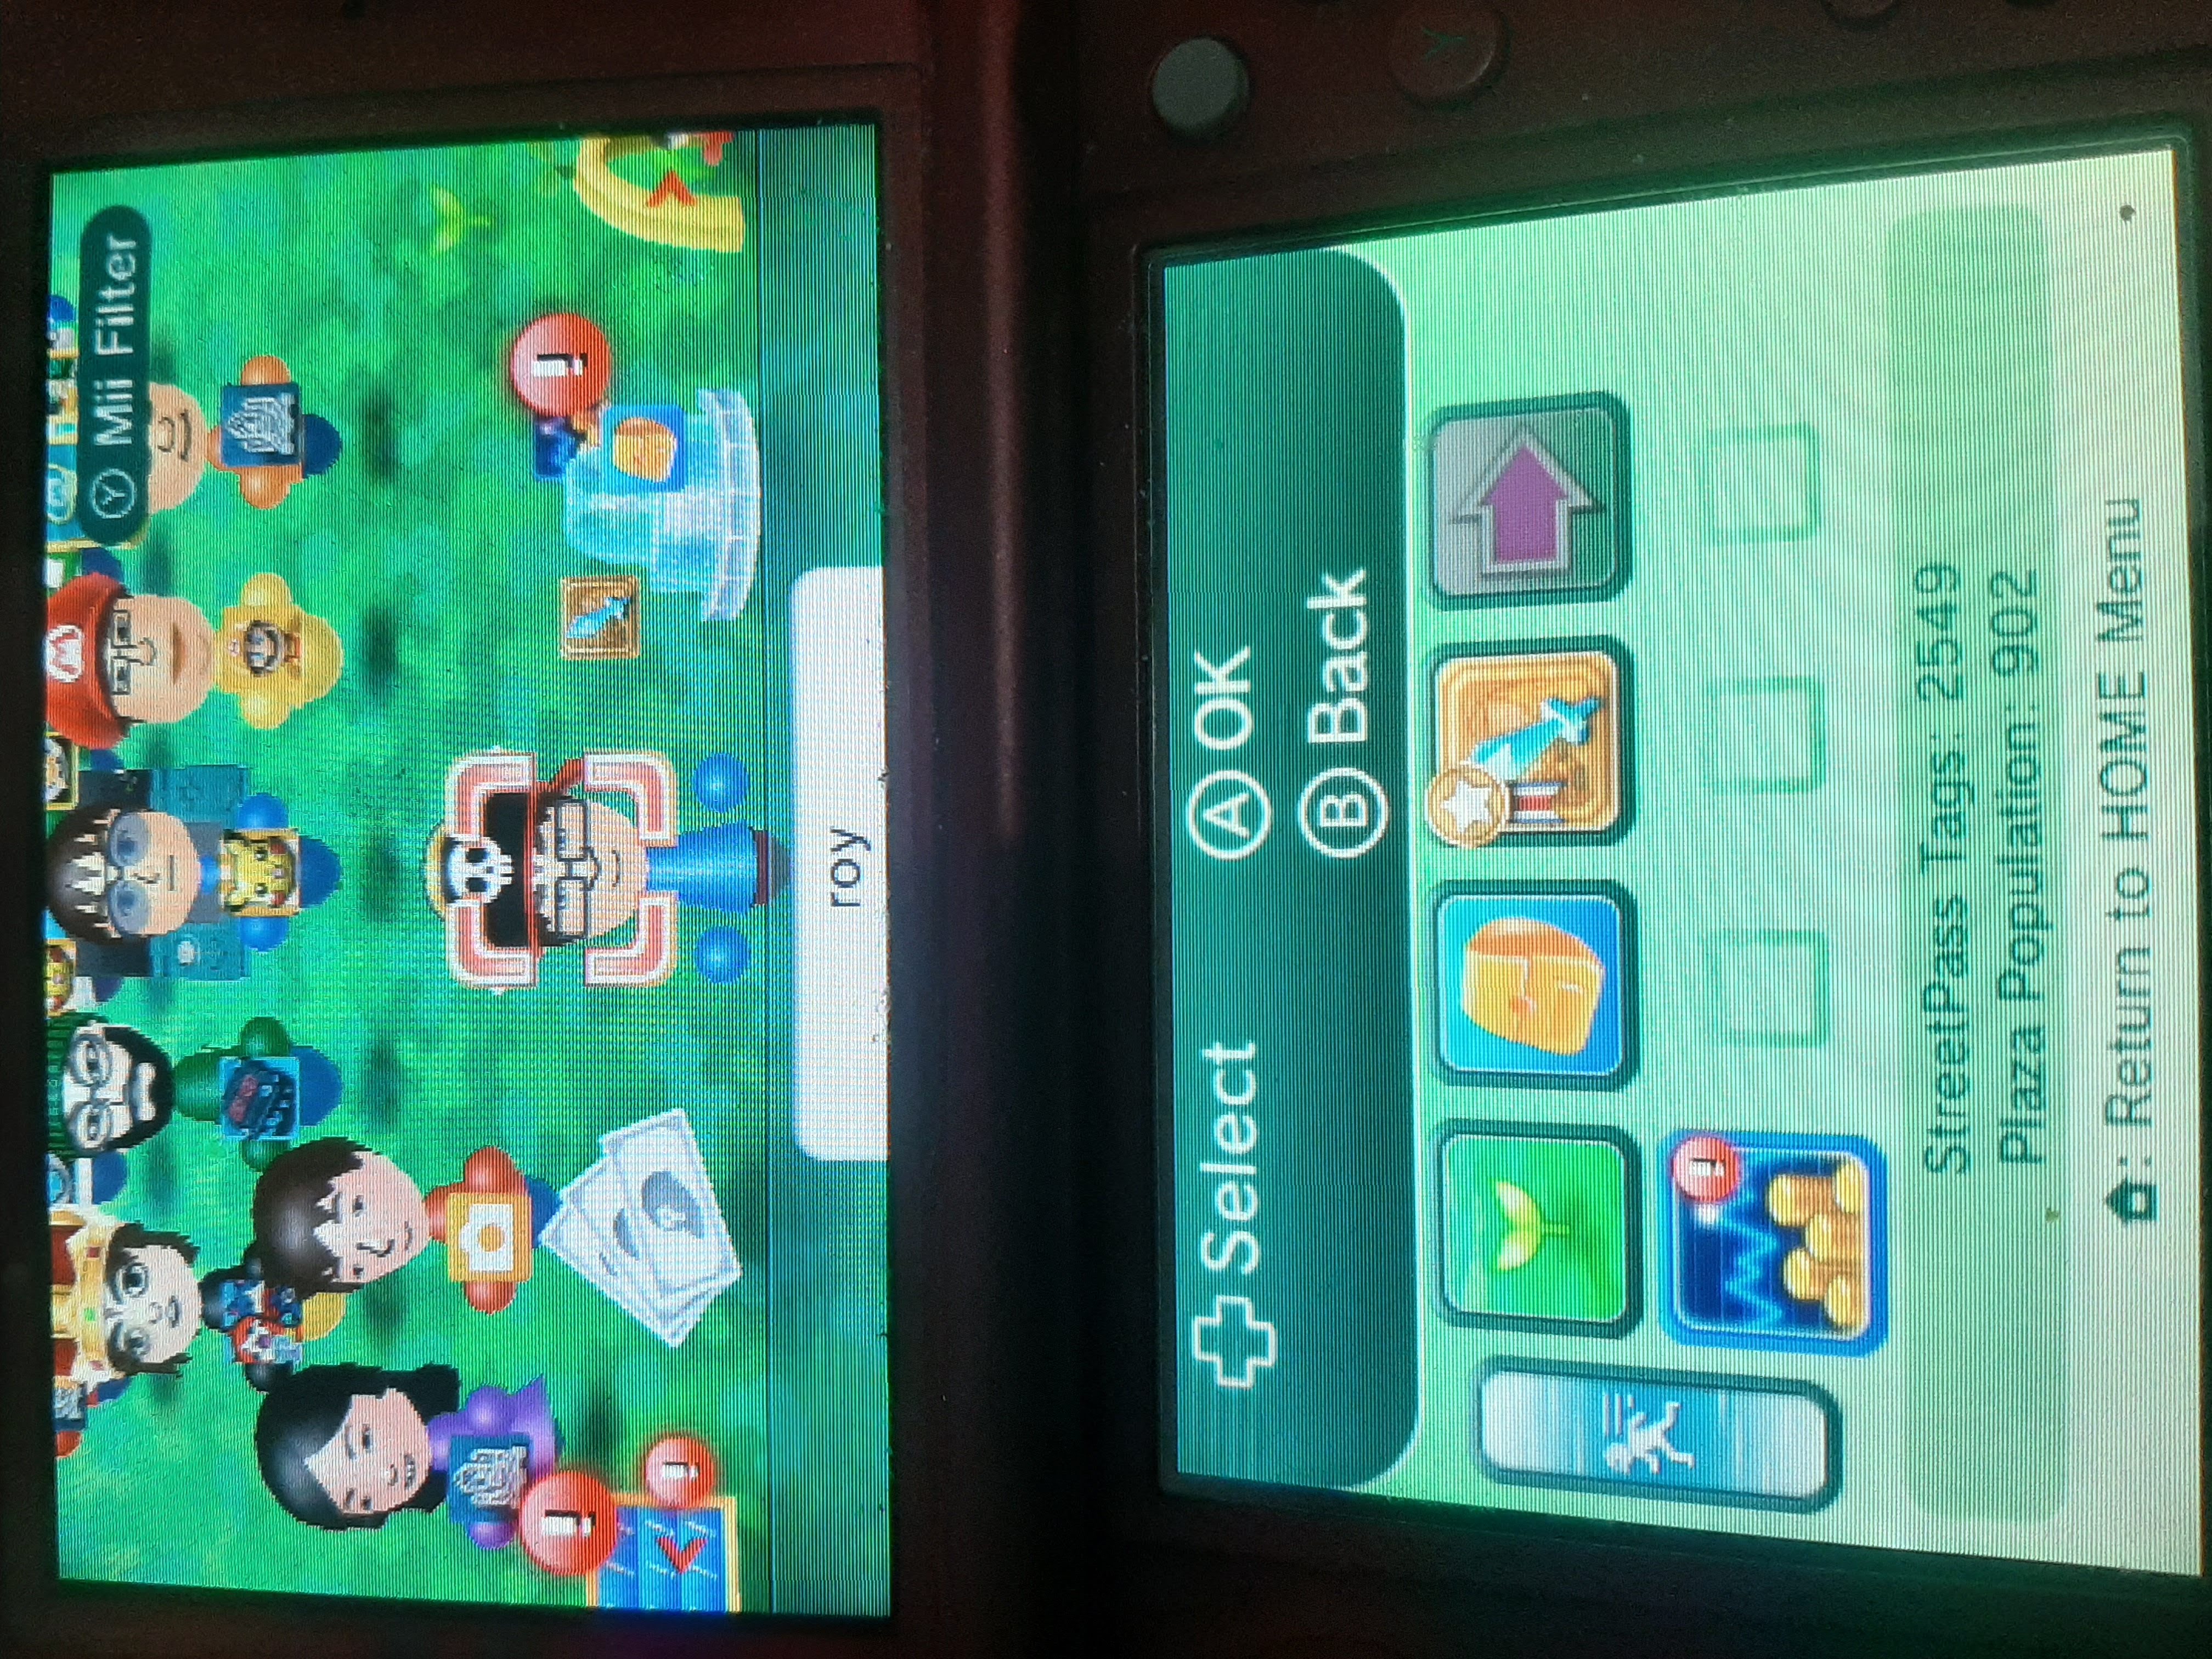 Ⓨ Mii Filter
roy
Select
Ⓐ OK
Ⓑ Back
StreetPass Tags: 2549
Plaza Population: 902
: Return to HOME Menu
Y